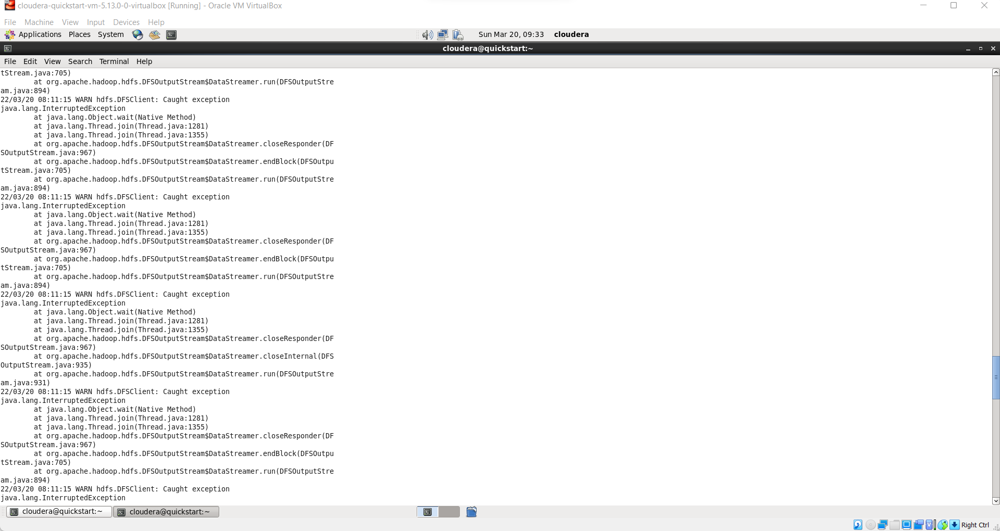 cloudera-quickstart-vm-5.13.0-0-virtualbox [Running] - Oracle VM VirtualBox
File Machine View Input Devices Help
Applications Places System Sun Mar 20, 09:33 cloudera
cloudera@quickstart:~
File Edit View Search Terminal Help
tStream.java:705)
        at org.apache.hadoop.hdfs.DFSOutputStream$DataStreamer.run(DFSOutputStre
am.java:894)
22/03/20 08:11:15 WARN hdfs.DFSClient: Caught exception
java.lang.InterruptedException
        at java.lang.Object.wait(Native Method)
        at java.lang.Thread.join(Thread.java:1281)
        at java.lang.Thread.join(Thread.java:1355)
        at org.apache.hadoop.hdfs.DFSOutputStream$DataStreamer.closeResponder(DF
SOutputStream.java:967)
        at org.apache.hadoop.hdfs.DFSOutputStream$DataStreamer.endBlock(DFSOutpu
tStream.java:705)
        at org.apache.hadoop.hdfs.DFSOutputStream$DataStreamer.run(DFSOutputStre
am.java:894)
22/03/20 08:11:15 WARN hdfs.DFSClient: Caught exception
java.lang.InterruptedException
        at java.lang.Object.wait(Native Method)
        at java.lang.Thread.join(Thread.java:1281)
        at java.lang.Thread.join(Thread.java:1355)
        at org.apache.hadoop.hdfs.DFSOutputStream$DataStreamer.closeResponder(DF
SOutputStream.java:967)
        at org.apache.hadoop.hdfs.DFSOutputStream$DataStreamer.endBlock(DFSOutpu
tStream.java:705)
        at org.apache.hadoop.hdfs.DFSOutputStream$DataStreamer.run(DFSOutputStre
am.java:894)
22/03/20 08:11:15 WARN hdfs.DFSClient: Caught exception
java.lang.InterruptedException
        at java.lang.Object.wait(Native Method)
        at java.lang.Thread.join(Thread.java:1281)
        at java.lang.Thread.join(Thread.java:1355)
        at org.apache.hadoop.hdfs.DFSOutputStream$DataStreamer.closeResponder(DF
SOutputStream.java:967)
        at org.apache.hadoop.hdfs.DFSOutputStream$DataStreamer.closeInternal(DFS
OutputStream.java:935)
        at org.apache.hadoop.hdfs.DFSOutputStream$DataStreamer.run(DFSOutputStre
am.java:931)
22/03/20 08:11:15 WARN hdfs.DFSClient: Caught exception
java.lang.InterruptedException
        at java.lang.Object.wait(Native Method)
        at java.lang.Thread.join(Thread.java:1281)
        at java.lang.Thread.join(Thread.java:1355)
        at org.apache.hadoop.hdfs.DFSOutputStream$DataStreamer.closeResponder(DF
SOutputStream.java:967)
        at org.apache.hadoop.hdfs.DFSOutputStream$DataStreamer.endBlock(DFSOutpu
tStream.java:705)
        at org.apache.hadoop.hdfs.DFSOutputStream$DataStreamer.run(DFSOutputStre
am.java:894)
22/03/20 08:11:15 WARN hdfs.DFSClient: Caught exception
java.lang.InterruptedException
cloudera@quickstart:~ cloudera@quickstart:~
Right Ctrl